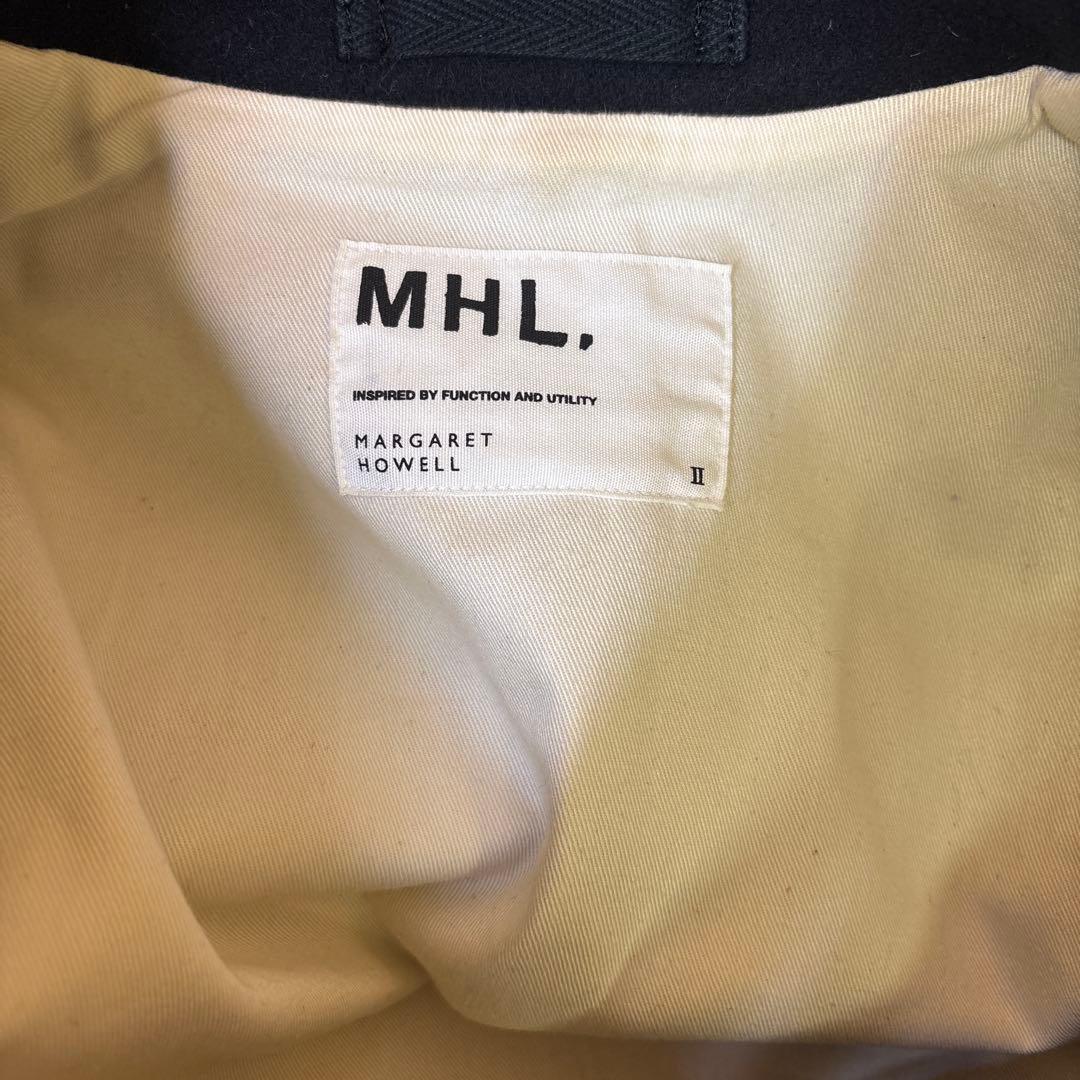 MHL.
INSPIRED BY FUNCTION AND UTILITY
MARGARET
HOWELL
II